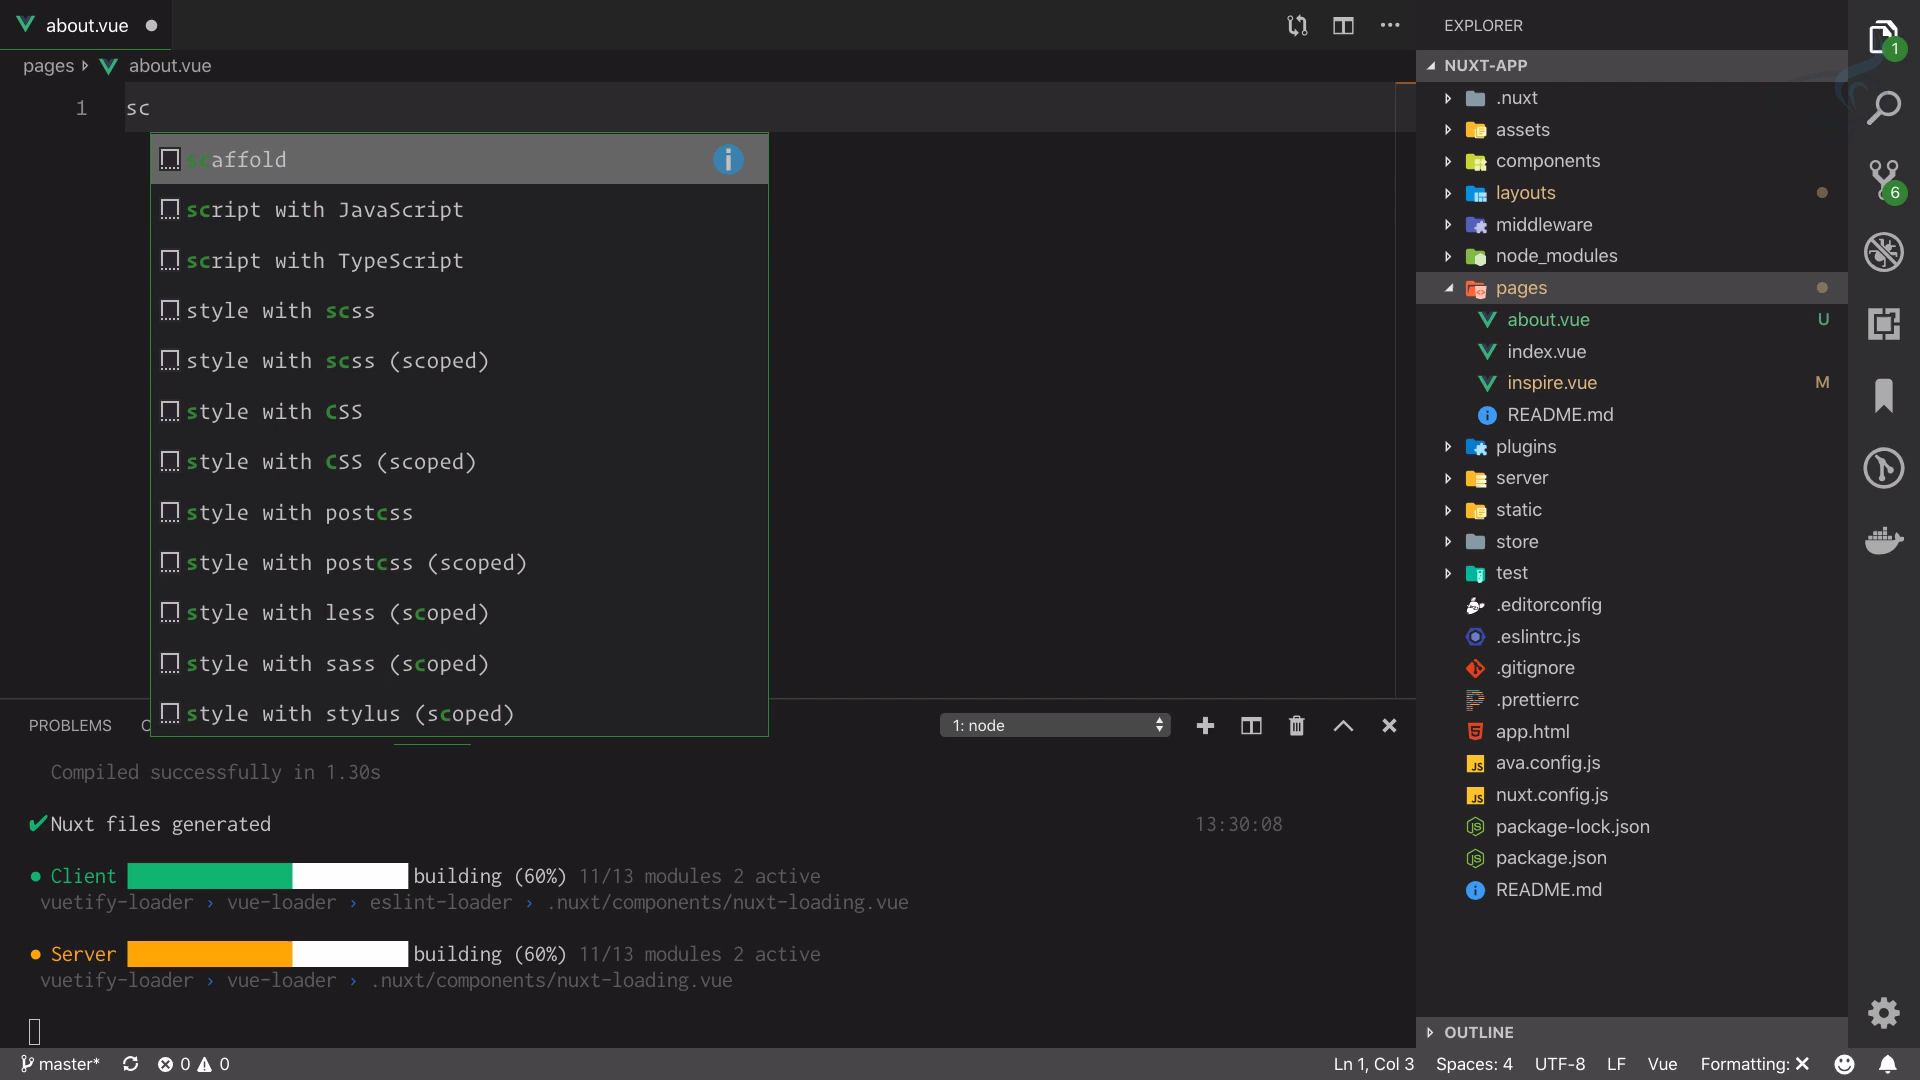 about.vue
pages about.vue
1 sc
scaffold
script with JavaScript
script with TypeScript
style with scss
style with scss (scoped)
style with CSS
style with CSS (scoped)
style with postcss
style with postcss (scoped)
style with less (scoped)
style with sass (scoped)
style with stylus (scoped)
PROBLEMS
1: node
Compiled successfully in 1.30s
✔Nuxt files generated 13:30:08
● Client building (60%) 11/13 modules 2 active
vuetify-loader › vue-loader › eslint-loader › .nuxt/components/nuxt-loading.vue
● Server building (60%) 11/13 modules 2 active
vuetify-loader › vue-loader › .nuxt/components/nuxt-loading.vue
EXPLORER
NUXT-APP
.nuxt
assets
components
layouts
middleware
node_modules
pages
about.vue U
index.vue
inspire.vue M
README.md
plugins
server
static
store
test
.editorconfig
.eslintrc.js
.gitignore
.prettierrc
app.html
ava.config.js
nuxt.config.js
package-lock.json
package.json
README.md
OUTLINE
1
6
master* 0 0 Ln 1, Col 3 Spaces: 4 UTF-8 LF Vue Formatting: ✕